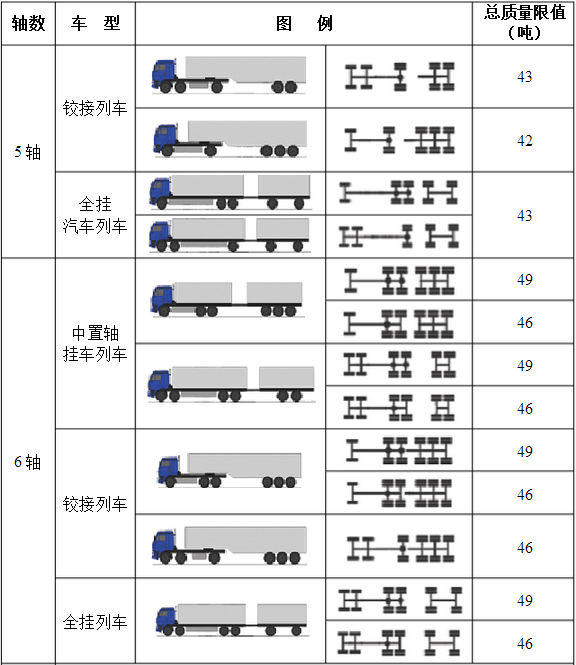 轴数 车 型 图 例 总质量限值
（吨）
5轴
铰接列车
43
42
全挂
汽车列车
43
6轴
中置轴
挂车列车
49
46
49
46
铰接列车
49
46
46
全挂列车
49
46